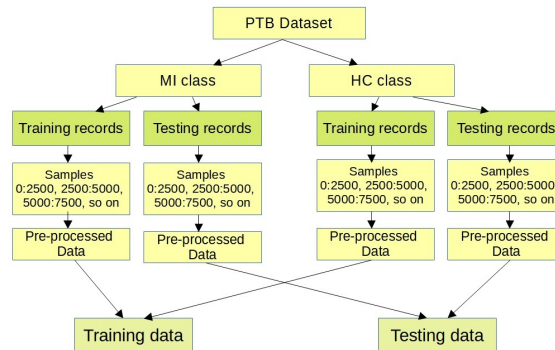 PTB Dataset
MI class
HC class
Training records
Testing records
Training records
Testing records
Samples
0:2500, 2500:5000,
5000:7500, so on
Samples
0:2500, 2500:5000,
5000:7500, so on
Samples
0:2500, 2500:5000,
5000:7500, so on
Samples
0:2500, 2500:5000,
5000:7500, so on
Pre-processed
Data
Pre-processed
Data
Pre-processed
Data
Pre-processed
Data
Training data
Testing data